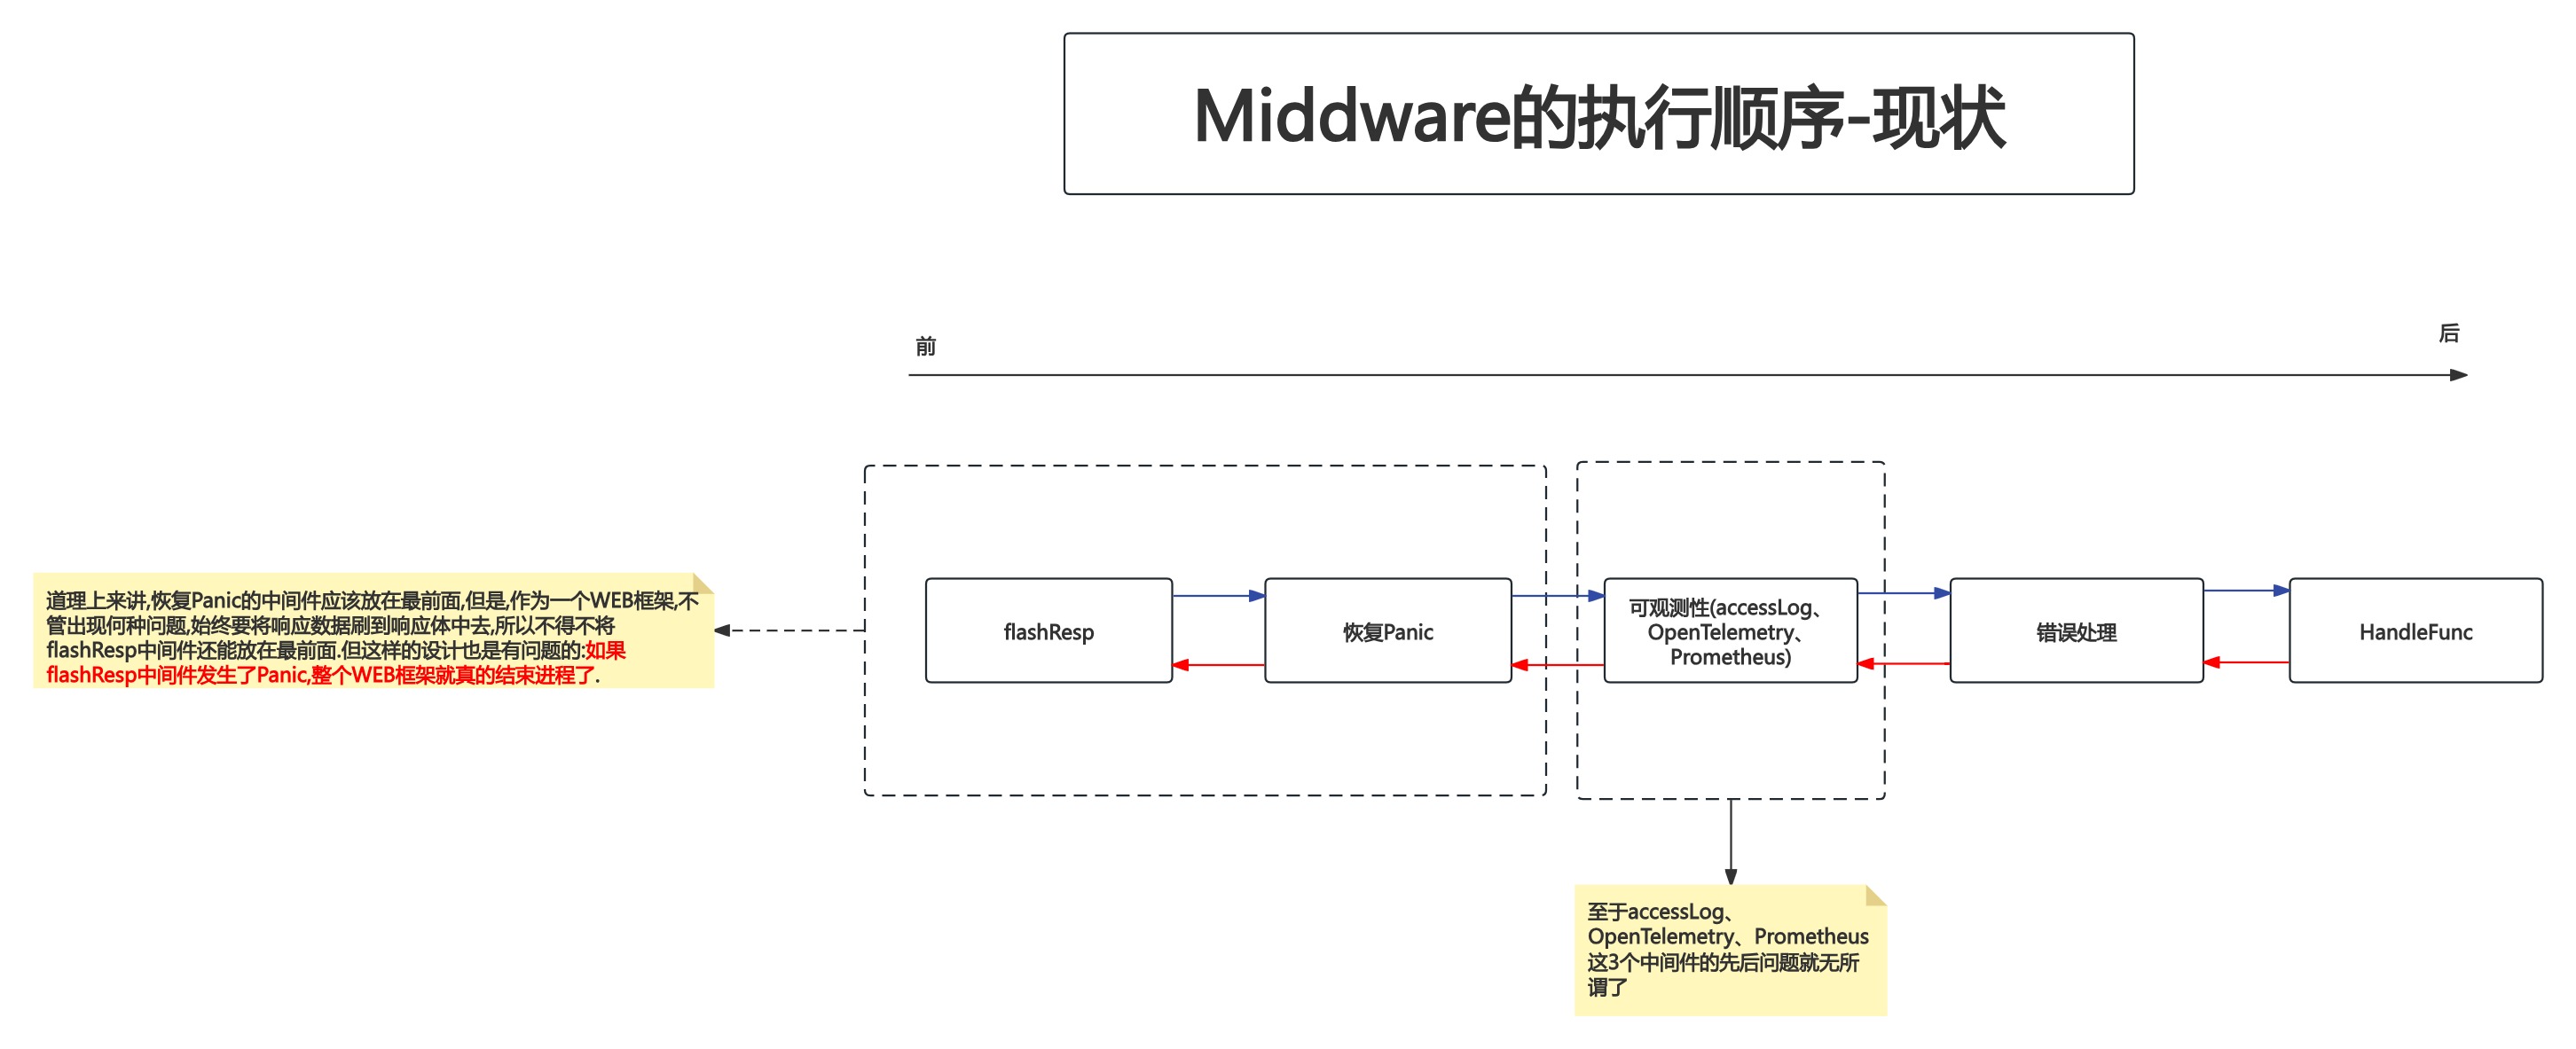 Middware的执行顺序-现状
前
后
道理上来讲,恢复Panic的中间件应该放在最前面,但是,作为一个WEB框架,不
管出现何种问题,始终要将响应数据刷到响应体中去,所以不得不将
flashResp中间件还能放在最前面.但这样的设计也是有问题的:如果
flashResp中间件发生了Panic,整个WEB框架就真的结束进程了.
flashResp
恢复Panic
可观测性(accessLog、
OpenTelemetry、
Prometheus)
错误处理
HandleFunc
至于accessLog、
OpenTelemetry、Prometheus
这3个中间件的先后问题就无所
谓了